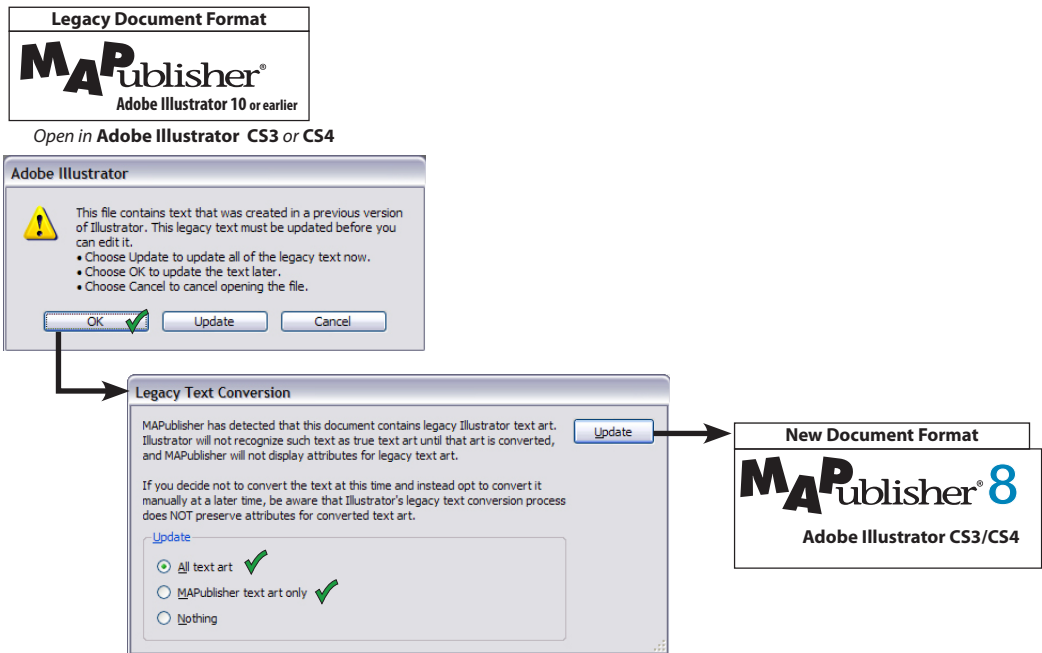 Legacy Document Format
MAPublisher®
Adobe Illustrator 10 or earlier
Open in Adobe Illustrator CS3 or CS4
Adobe Illustrator
This file contains text that was created in a previous version
of Illustrator. This legacy text must be updated before you
can edit it.
• Choose Update to update all of the legacy text now.
• Choose OK to update the text later.
• Choose Cancel to cancel opening the file.
OK Update Cancel
Legacy Text Conversion
MAPublisher has detected that this document contains legacy Illustrator text art.
Illustrator will not recognize such text as true text art until that art is converted,
and MAPublisher will not display attributes for legacy text art.
If you decide not to convert the text at this time and instead opt to convert it
manually at a later time, be aware that Illustrator's legacy text conversion process
does NOT preserve attributes for converted text art.
Update
All text art
MAPublisher text art only
Nothing
Update
New Document Format
MAPublisher® 8
Adobe Illustrator CS3/CS4